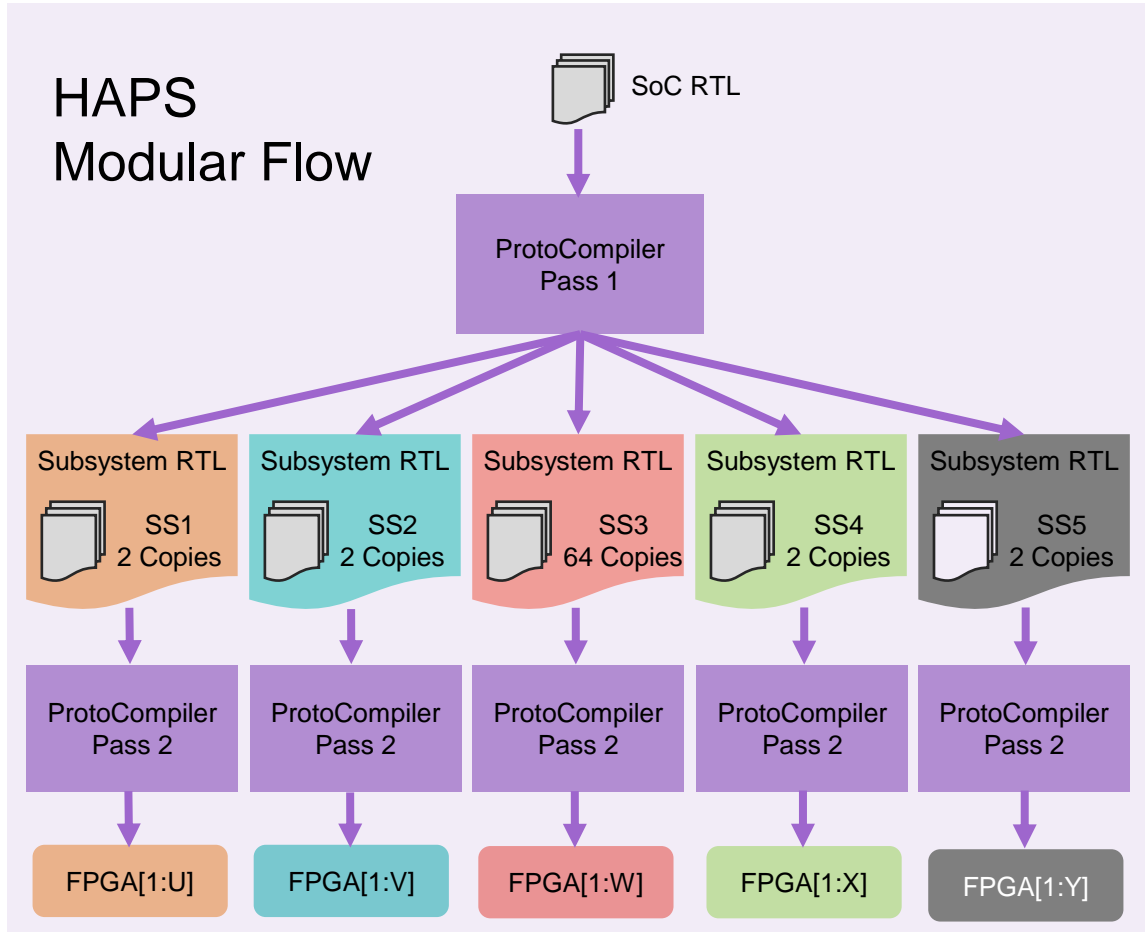 HAPS
Modular Flow
SoC RTL
ProtoCompiler
Pass 1
Subsystem RTL
SS1
2 Copies
Subsystem RTL
SS2
2 Copies
Subsystem RTL
SS3
64 Copies
Subsystem RTL
SS4
2 Copies
Subsystem RTL
SS5
2 Copies
ProtoCompiler
Pass 2
ProtoCompiler
Pass 2
ProtoCompiler
Pass 2
ProtoCompiler
Pass 2
ProtoCompiler
Pass 2
FPGA[1:U]
FPGA[1:V]
FPGA[1:W]
FPGA[1:X]
FPGA[1:Y]